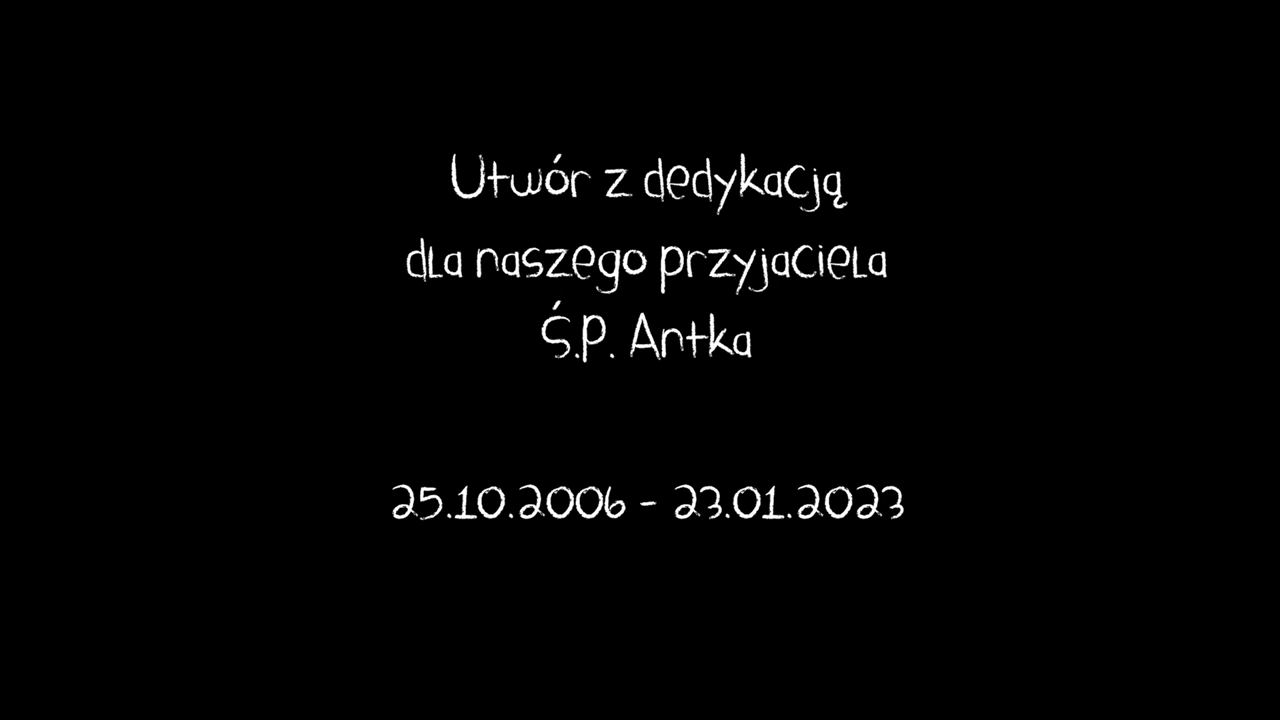 Utwór z dedykacją
dla naszego przyjaciela
Ś.P. Antka
25.10.2006 - 23.01.2023